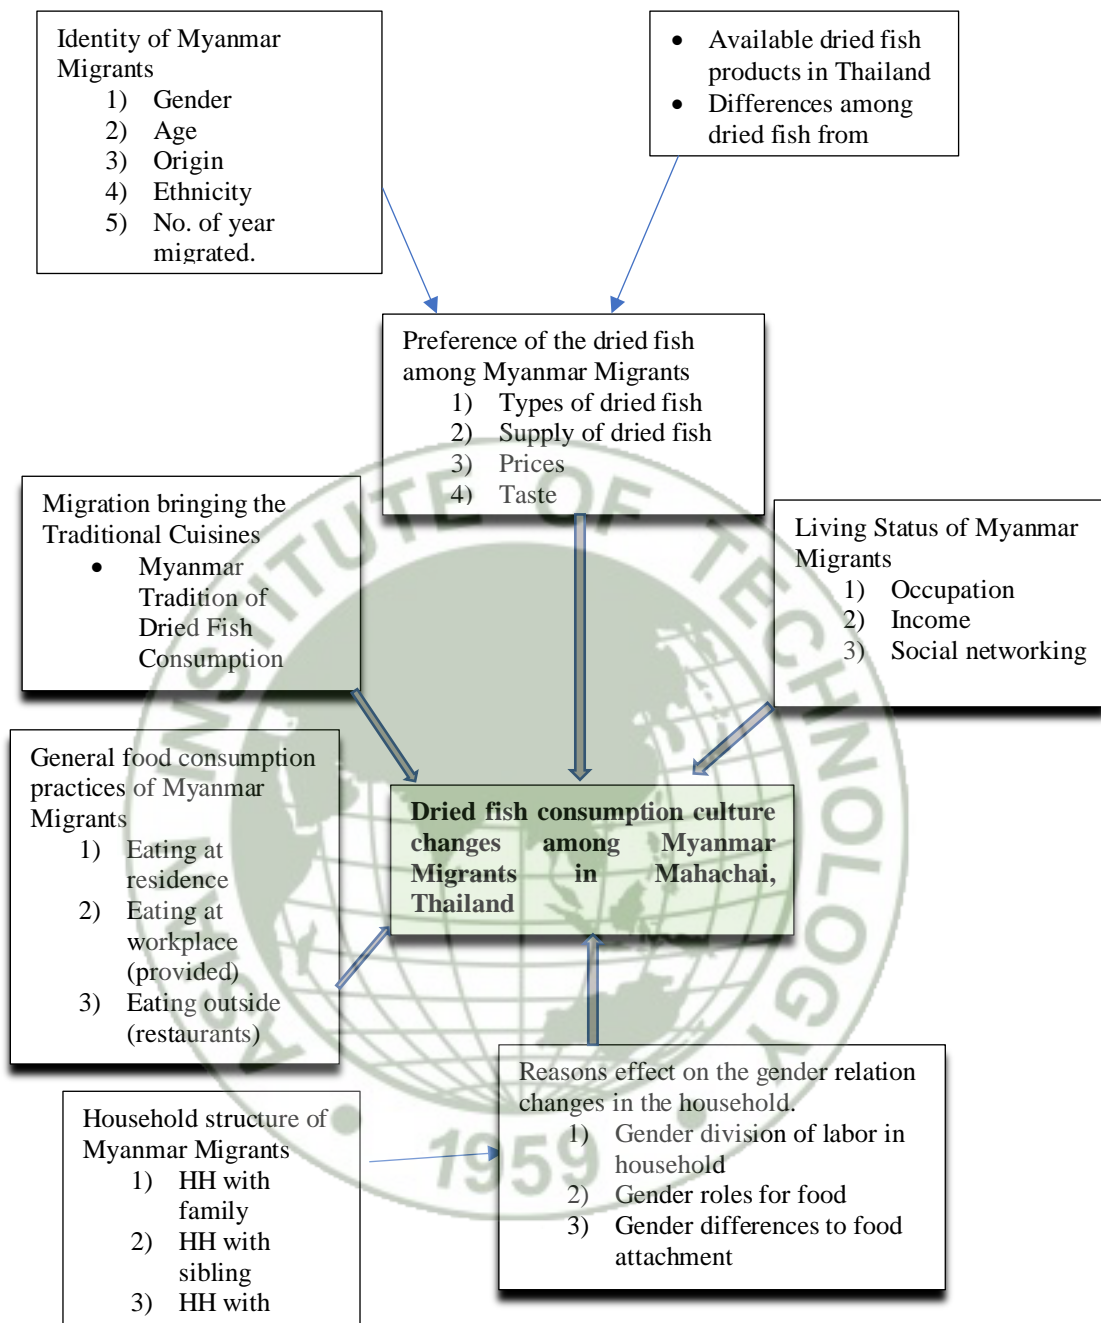 Identity of Myanmar
Migrants
1) Gender
2) Age
3) Origin
4) Ethnicity
5) No. of year
migrated.
• Available dried fish
products in Thailand
• Differences among
dried fish from
Preference of the dried fish
among Myanmar Migrants
1) Types of dried fish
2) Supply of dried fish
3) Prices
4) Taste
Migration bringing the
Traditional Cuisines
• Myanmar
Tradition of
Dried Fish
Consumption
Living Status of Myanmar
Migrants
1) Occupation
2) Income
3) Social networking
General food consumption
practices of Myanmar
Migrants
1) Eating at
residence
2) Eating at
workplace
(provided)
3) Eating outside
(restaurants)
Dried fish consumption culture
changes among Myanmar
Migrants in Mahachai,
Thailand
Household structure of
Myanmar Migrants
1) HH with
family
2) HH with
sibling
3) HH with
Reasons effect on the gender relation
changes in the household.
1) Gender division of labor in
household
2) Gender roles for food
3) Gender differences to food
attachment
ASIAN INSTITUTE OF TECHNOLOGY
• 1959 •